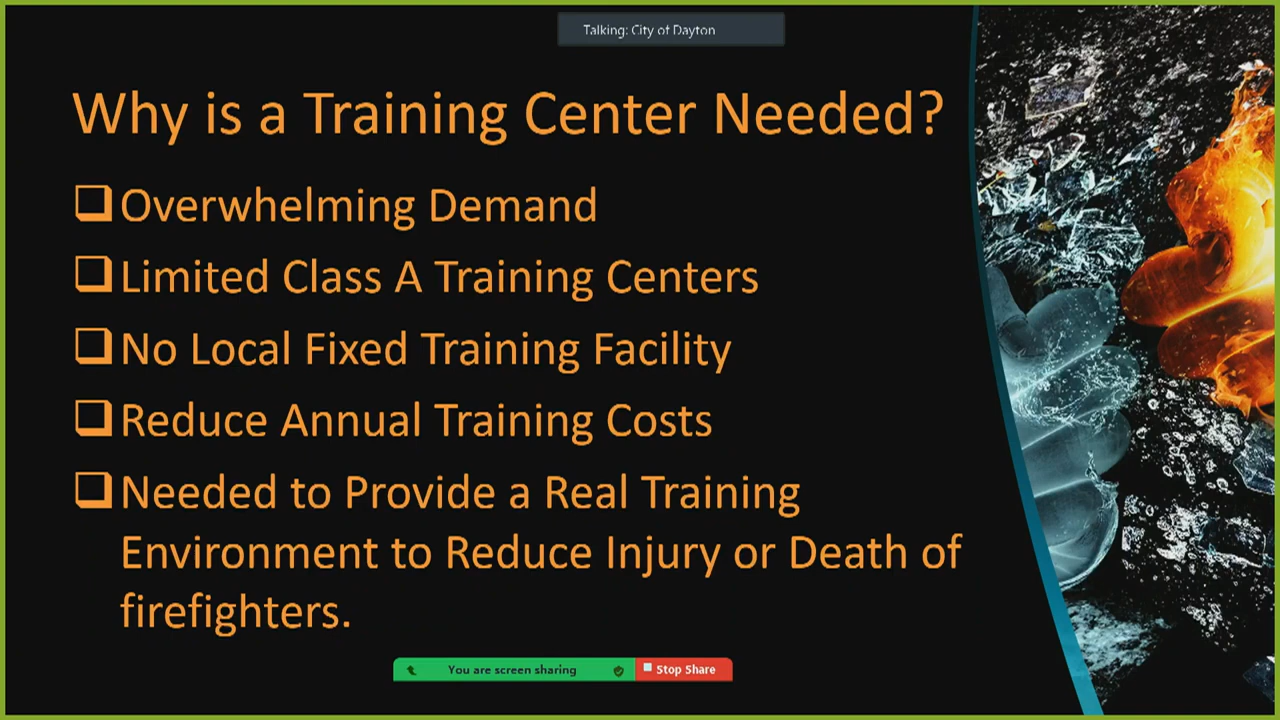 Talking: City of Dayton
Why is a Training Center Needed?
Overwhelming Demand
Limited Class A Training Centers
No Local Fixed Training Facility
Reduce Annual Training Costs
Needed to Provide a Real Training
Environment to Reduce Injury or Death of
firefighters.
You are screen sharing
Stop Share